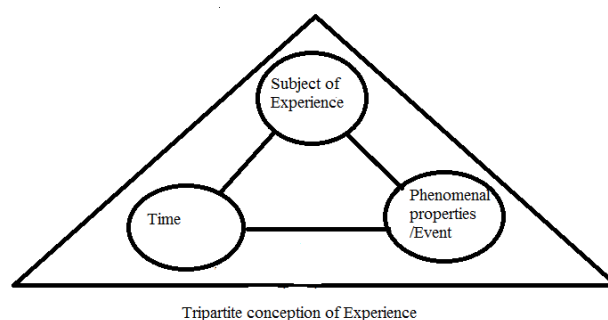 Subject of
Experience
Time
Phenomenal
properties
/Event
Tripartite conception of Experience